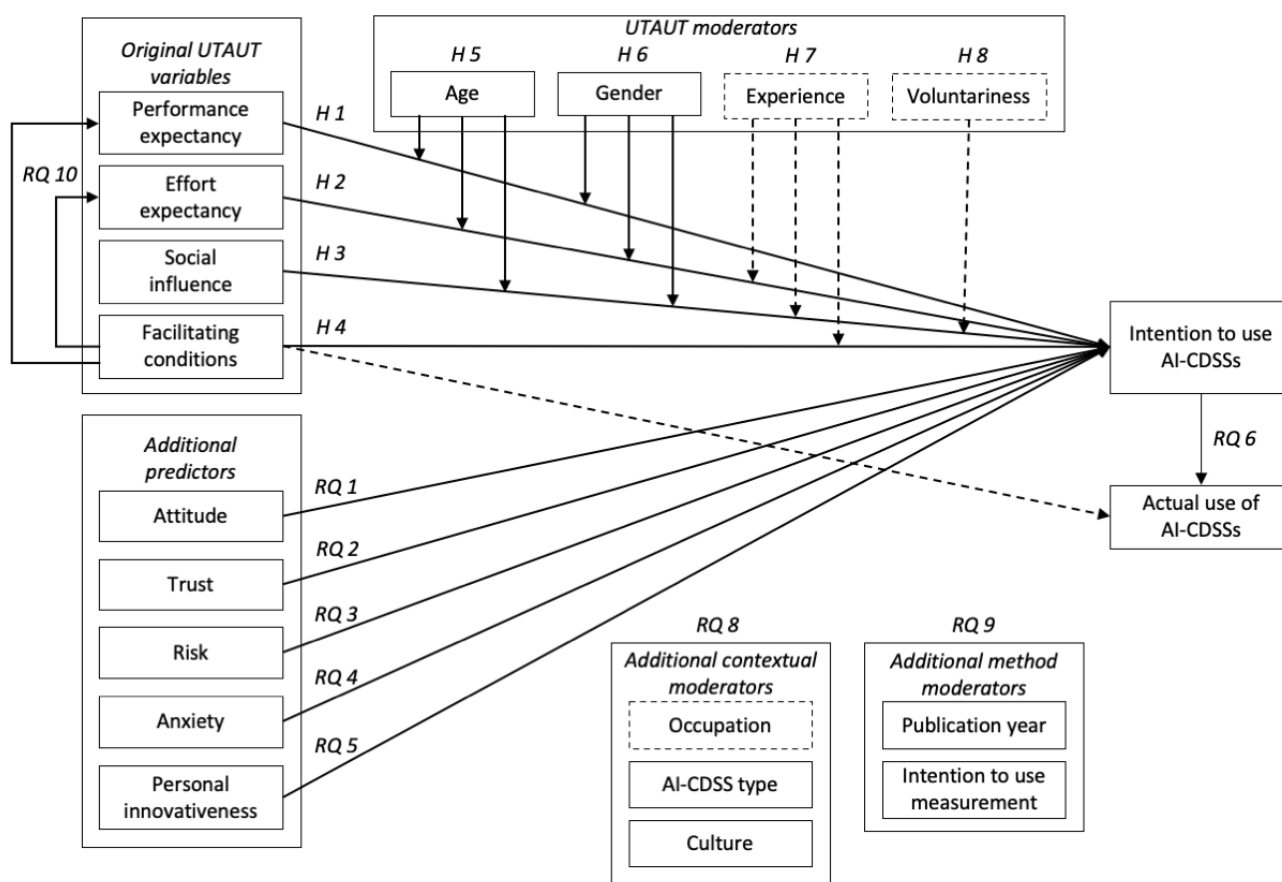 UTAUT moderators
H 5
H 6
H 7
H 8
Age
Gender
Experience
Voluntariness
Original UTAUT
variables
Performance
expectancy
Effort
expectancy
Social
influence
Facilitating
conditions
RQ 10
H 1
H 2
H 3
H 4
Intention to use
AI-CDSSs
RQ 6
Actual use of
AI-CDSSs
Additional
predictors
Attitude
Trust
Risk
Anxiety
Personal
innovativeness
RQ 1
RQ 2
RQ 3
RQ 4
RQ 5
RQ 8
Additional contextual
moderators
Occupation
AI-CDSS type
Culture
RQ 9
Additional method
moderators
Publication year
Intention to use
measurement